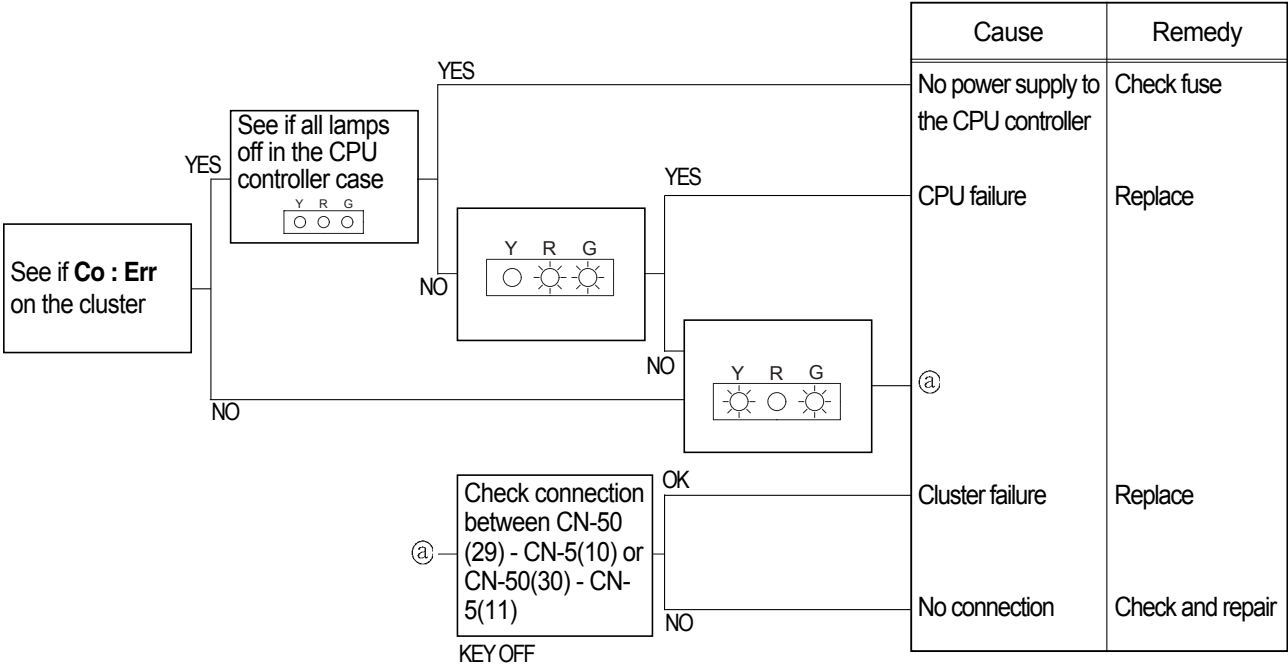 Cause Remedy
YES
No power supply to Check fuse
the CPU controller
See if all lamps
off in the CPU
controller case
Y R G
YES
YES
CPU failure Replace
Y R G
NO
See if Co : Err
on the cluster
NO
Y R G
ⓐ
NO
Check connection
between CN-50
(29) - CN-5(10) or
CN-50(30) - CN-
5(11)
OK
Cluster failure Replace
ⓐ
NO
No connection Check and repair
KEY OFF